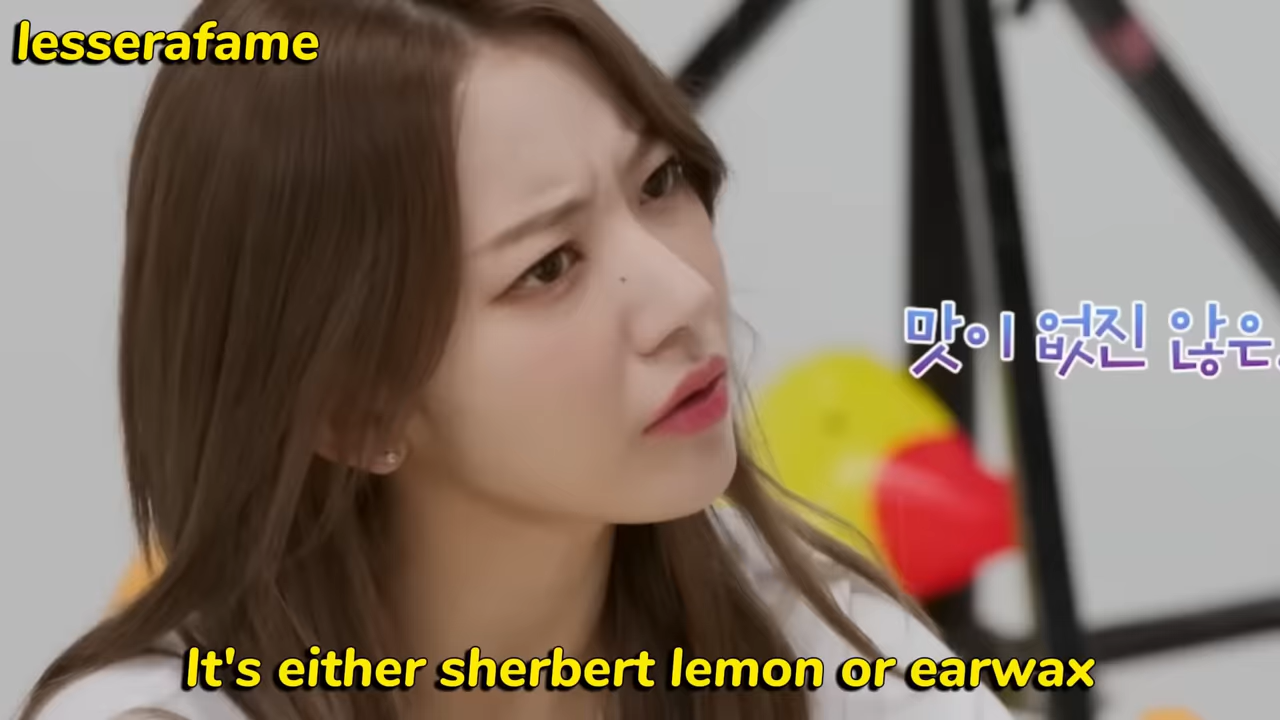 lesserafame
맛이 없진 않은
It's either sherbert lemon or earwax